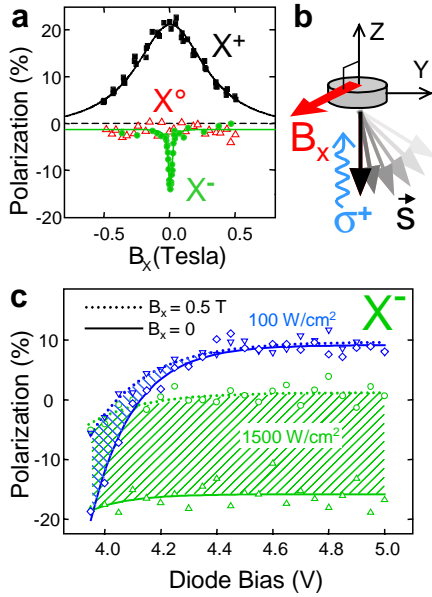 a
Polarization (%)
20
10
0
-10
-20
X⁺
X°
X⁻
-0.5
0.0
0.5
Bₓ(Tesla)
b
Z
Y
Bₓ
σ⁺
S
c
X⁻
Bₓ = 0.5 T
Bₓ = 0
100 W/cm²
1500 W/cm²
Polarization (%)
10
0
-10
-20
4.0
4.2
4.4
4.6
4.8
5.0
Diode Bias (V)